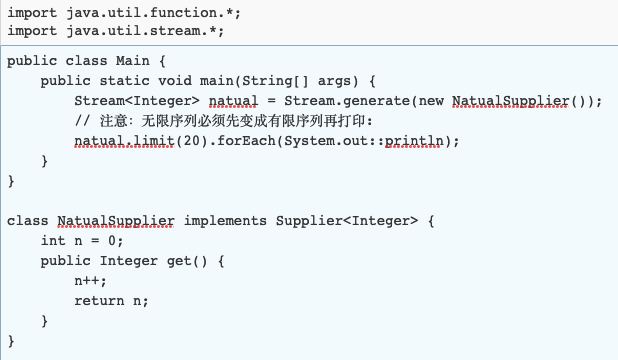 import java.util.function.*;
import java.util.stream.*;
public class Main {
    public static void main(String[] args) {
        Stream<Integer> natual = Stream.generate(new NatualSupplier());
        // 注意：无限序列必须先变成有限序列再打印：
        natual.limit(20).forEach(System.out::println);
    }
}

class NatualSupplier implements Supplier<Integer> {
    int n = 0;
    public Integer get() {
        n++;
        return n;
    }
}